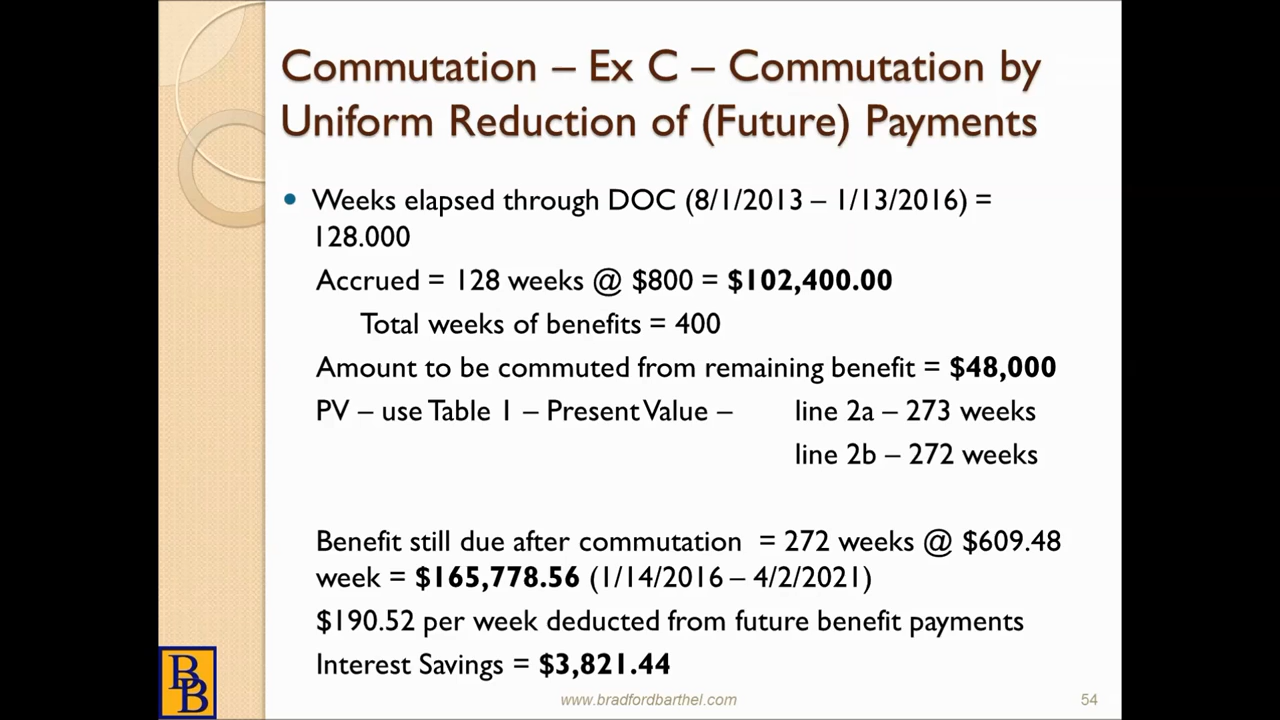 Commutation – Ex C – Commutation by
Uniform Reduction of (Future) Payments
• Weeks elapsed through DOC (8/1/2013 – 1/13/2016) =
128.000
Accrued = 128 weeks @ $800 = $102,400.00
Total weeks of benefits = 400
Amount to be commuted from remaining benefit = $48,000
PV – use Table 1 – Present Value – line 2a – 273 weeks
line 2b – 272 weeks
Benefit still due after commutation = 272 weeks @ $609.48
week = $165,778.56 (1/14/2016 – 4/2/2021)
$190.52 per week deducted from future benefit payments
Interest Savings = $3,821.44
BB
www.bradfordbarthel.com 54